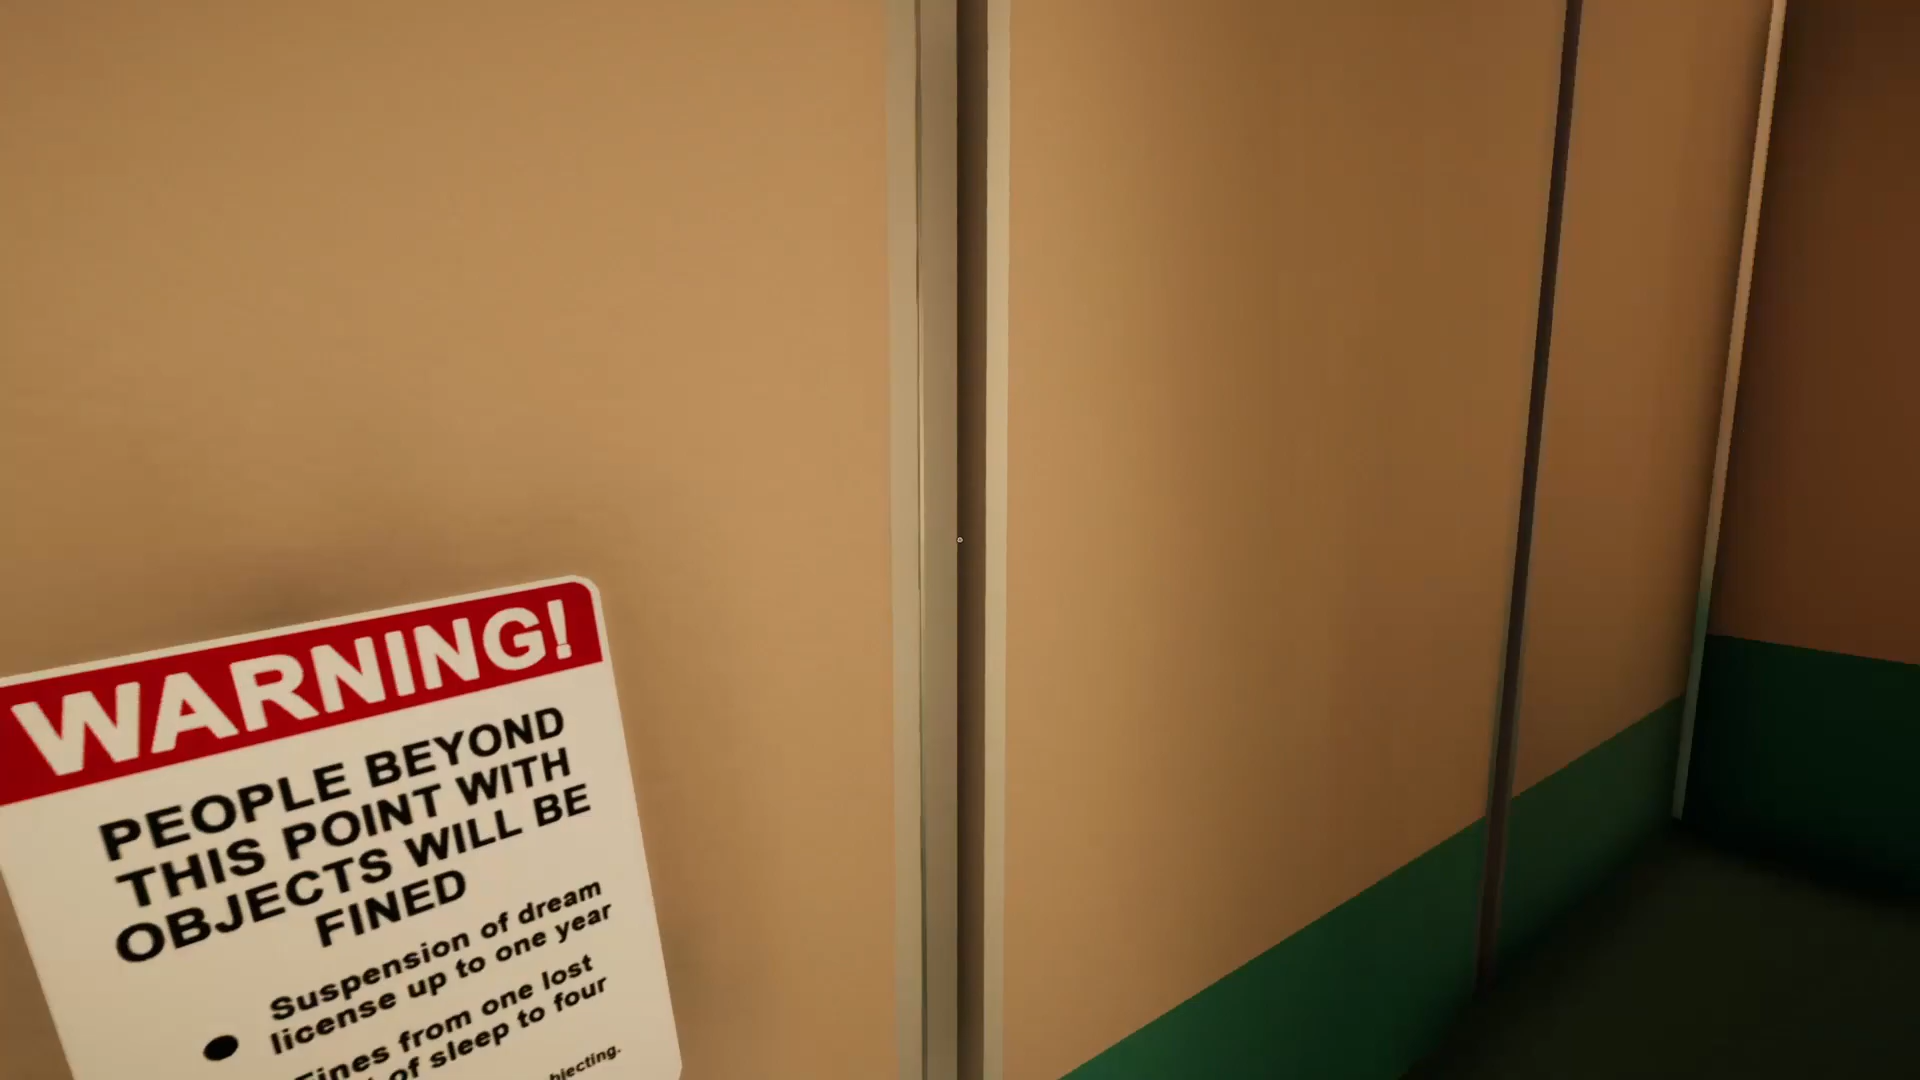 WARNING!
PEOPLE BEYOND
THIS POINT WITH
OBJECTS WILL BE
FINED
Suspension of dream
license up to one year
Fines from one lost
of sleep to four